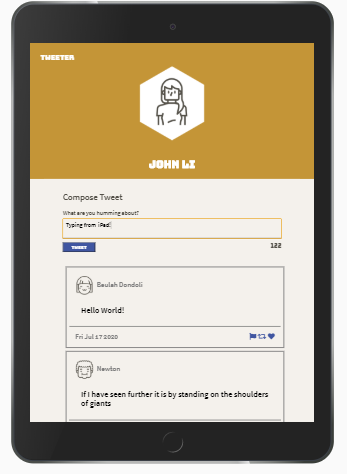 TWEETER
JOHN LI
Compose Tweet
What are you humming about?
Typing from iPad
TWEET
122
Beulah Dondoli
Hello World!
Fri Jul 17 2020
Newton
If I have seen further it is by standing on the shoulders
of giants